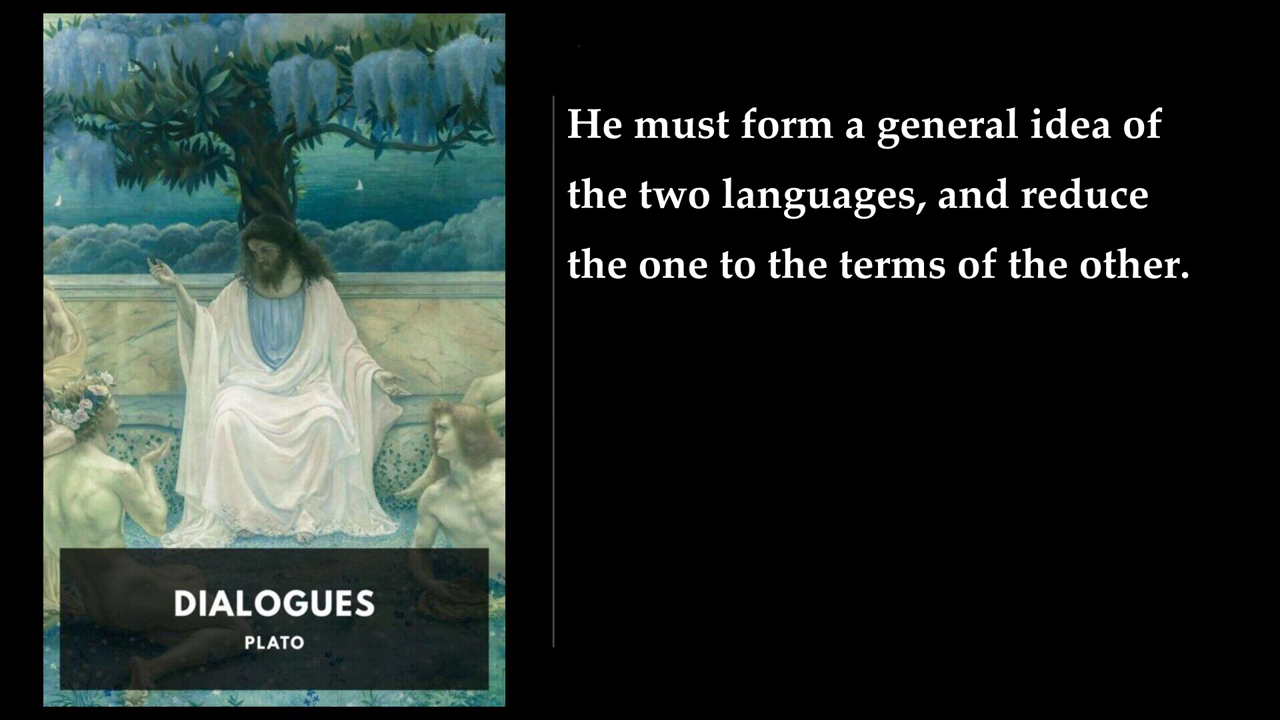 He must form a general idea of
the two languages, and reduce
the one to the terms of the other.
DIALOGUES
PLATO